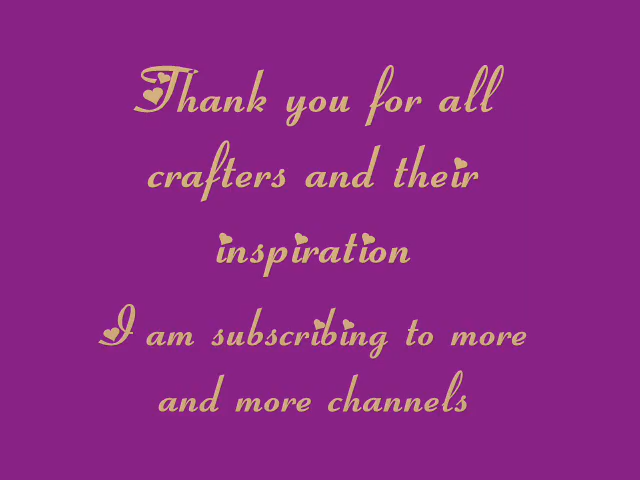 Thank you for all
crafters and their
inspiration
I am subscribing to more
and more channels